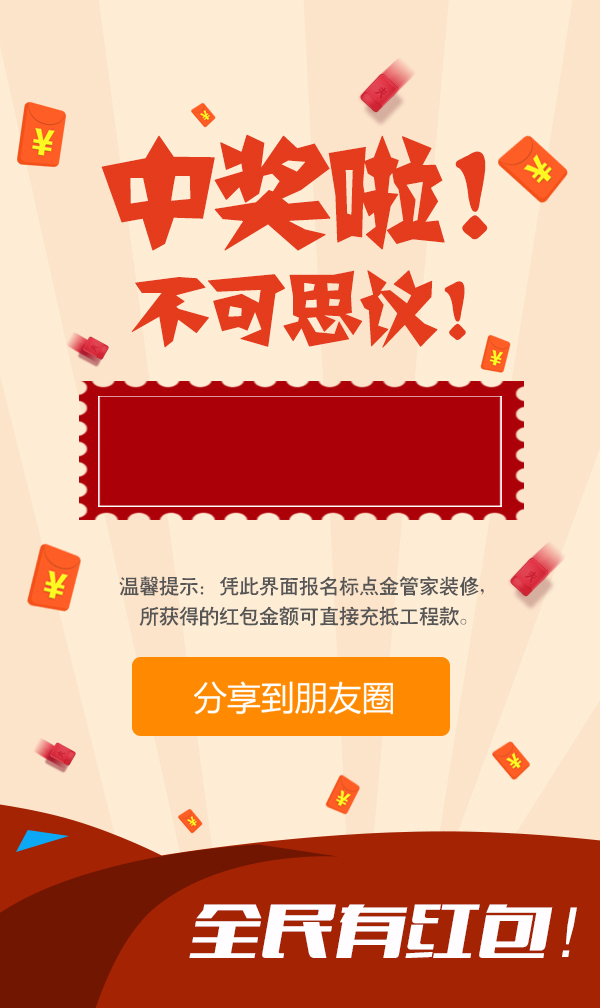 中奖啦！
不可思议！
温馨提示：凭此界面报名标点金管家装修，
所获得的红包金额可直接充抵工程款。
分享到朋友圈
全民有红包！